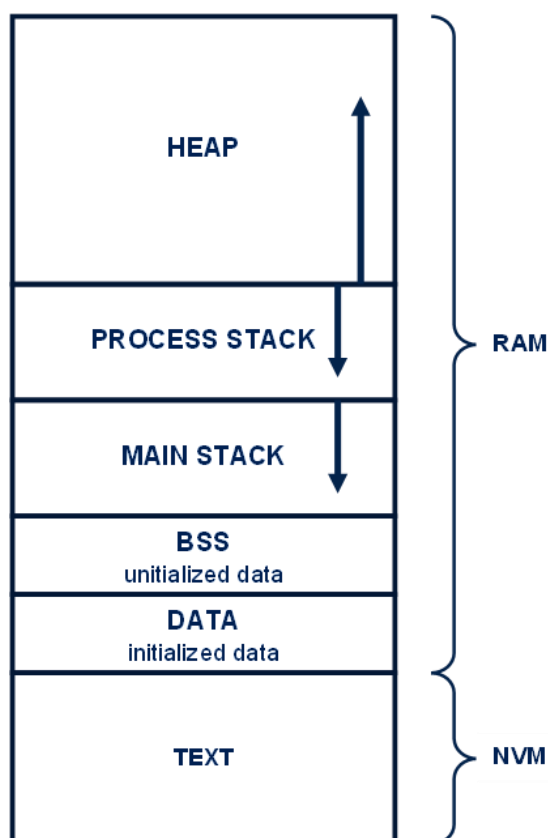 HEAP
PROCESS STACK
RAM
MAIN STACK
BSS
unitialized data
DATA
initialized data
TEXT
NVM